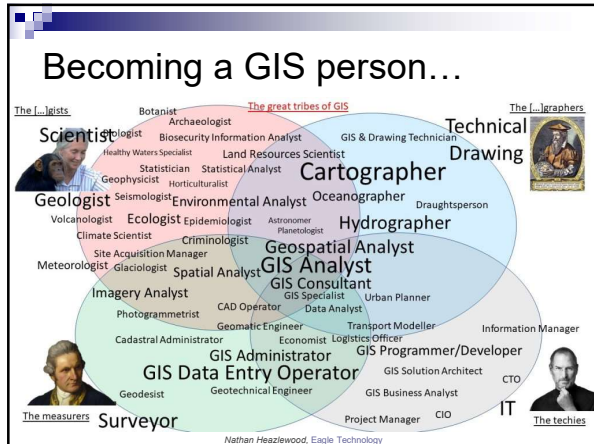 Becoming a GIS person…
The […]gists
The great tribes of GIS
The […]graphers
Botanist
Archaeologist
Scientist
Biologist
Biosecurity Information Analyst
GIS & Drawing Technician
Technical
Drawing
Healthy Waters Specialist
Land Resources Scientist
Statistician
Statistical Analyst
Cartographer
Geophysicist
Horticulturalist
Geologist
Seismologist
Environmental Analyst
Oceanographer
Draughtsperson
Volcanologist
Ecologist
Epidemiologist
Astronomer
Planetologist
Hydrographer
Climate Scientist
Criminologist
Geospatial Analyst
Site Acquisition Manager
Meteorologist
Glaciologist
Spatial Analyst
GIS Analyst
GIS Consultant
Imagery Analyst
GIS Specialist
Urban Planner
CAD Operator
Data Analyst
Photogrammetrist
Geomatic Engineer
Transport Modeller
Information Manager
Cadastral Administrator
Economist
Logistics Officer
GIS Administrator
GIS Programmer/Developer
GIS Data Entry Operator
GIS Solution Architect
CTO
Geodesist
Geotechnical Engineer
GIS Business Analyst
The measurers
Surveyor
Project Manager
CIO
IT
The techies
Nathan Heazlewood, Eagle Technology